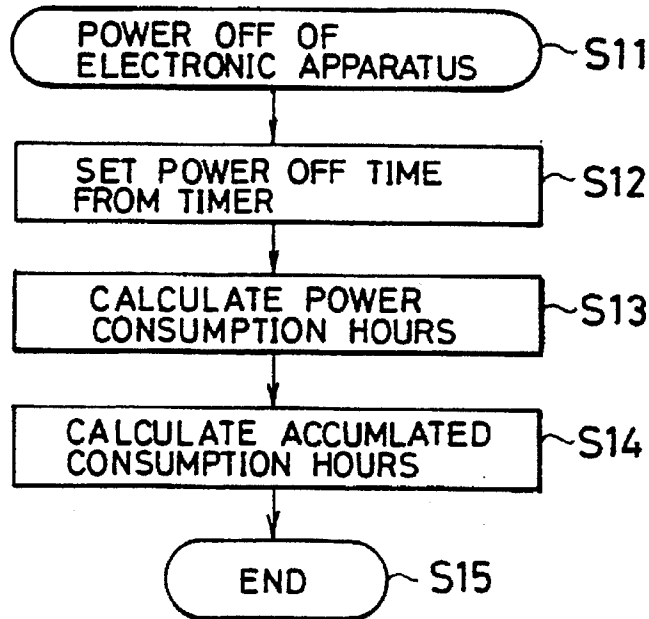 POWER OFF OF
ELECTRONIC APPARATUS
S11
SET POWER OFF TIME
FROM TIMER
S12
CALCULATE POWER
CONSUMPTION HOURS
S13
CALCULATE ACCUMLATED
CONSUMPTION HOURS
S14
END
S15